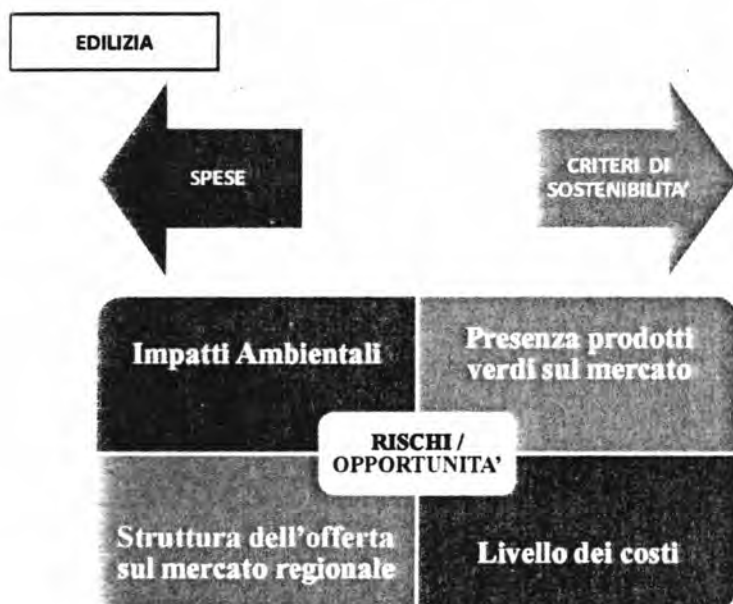 EDILIZIA
SPESE
CRITERI DI
SOSTENIBILITA'
Impatti Ambientali
Presenza prodotti
verdi sul mercato
RISCHI /
OPPORTUNITA'
Struttura dell'offerta
sul mercato regionale
Livello dei costi